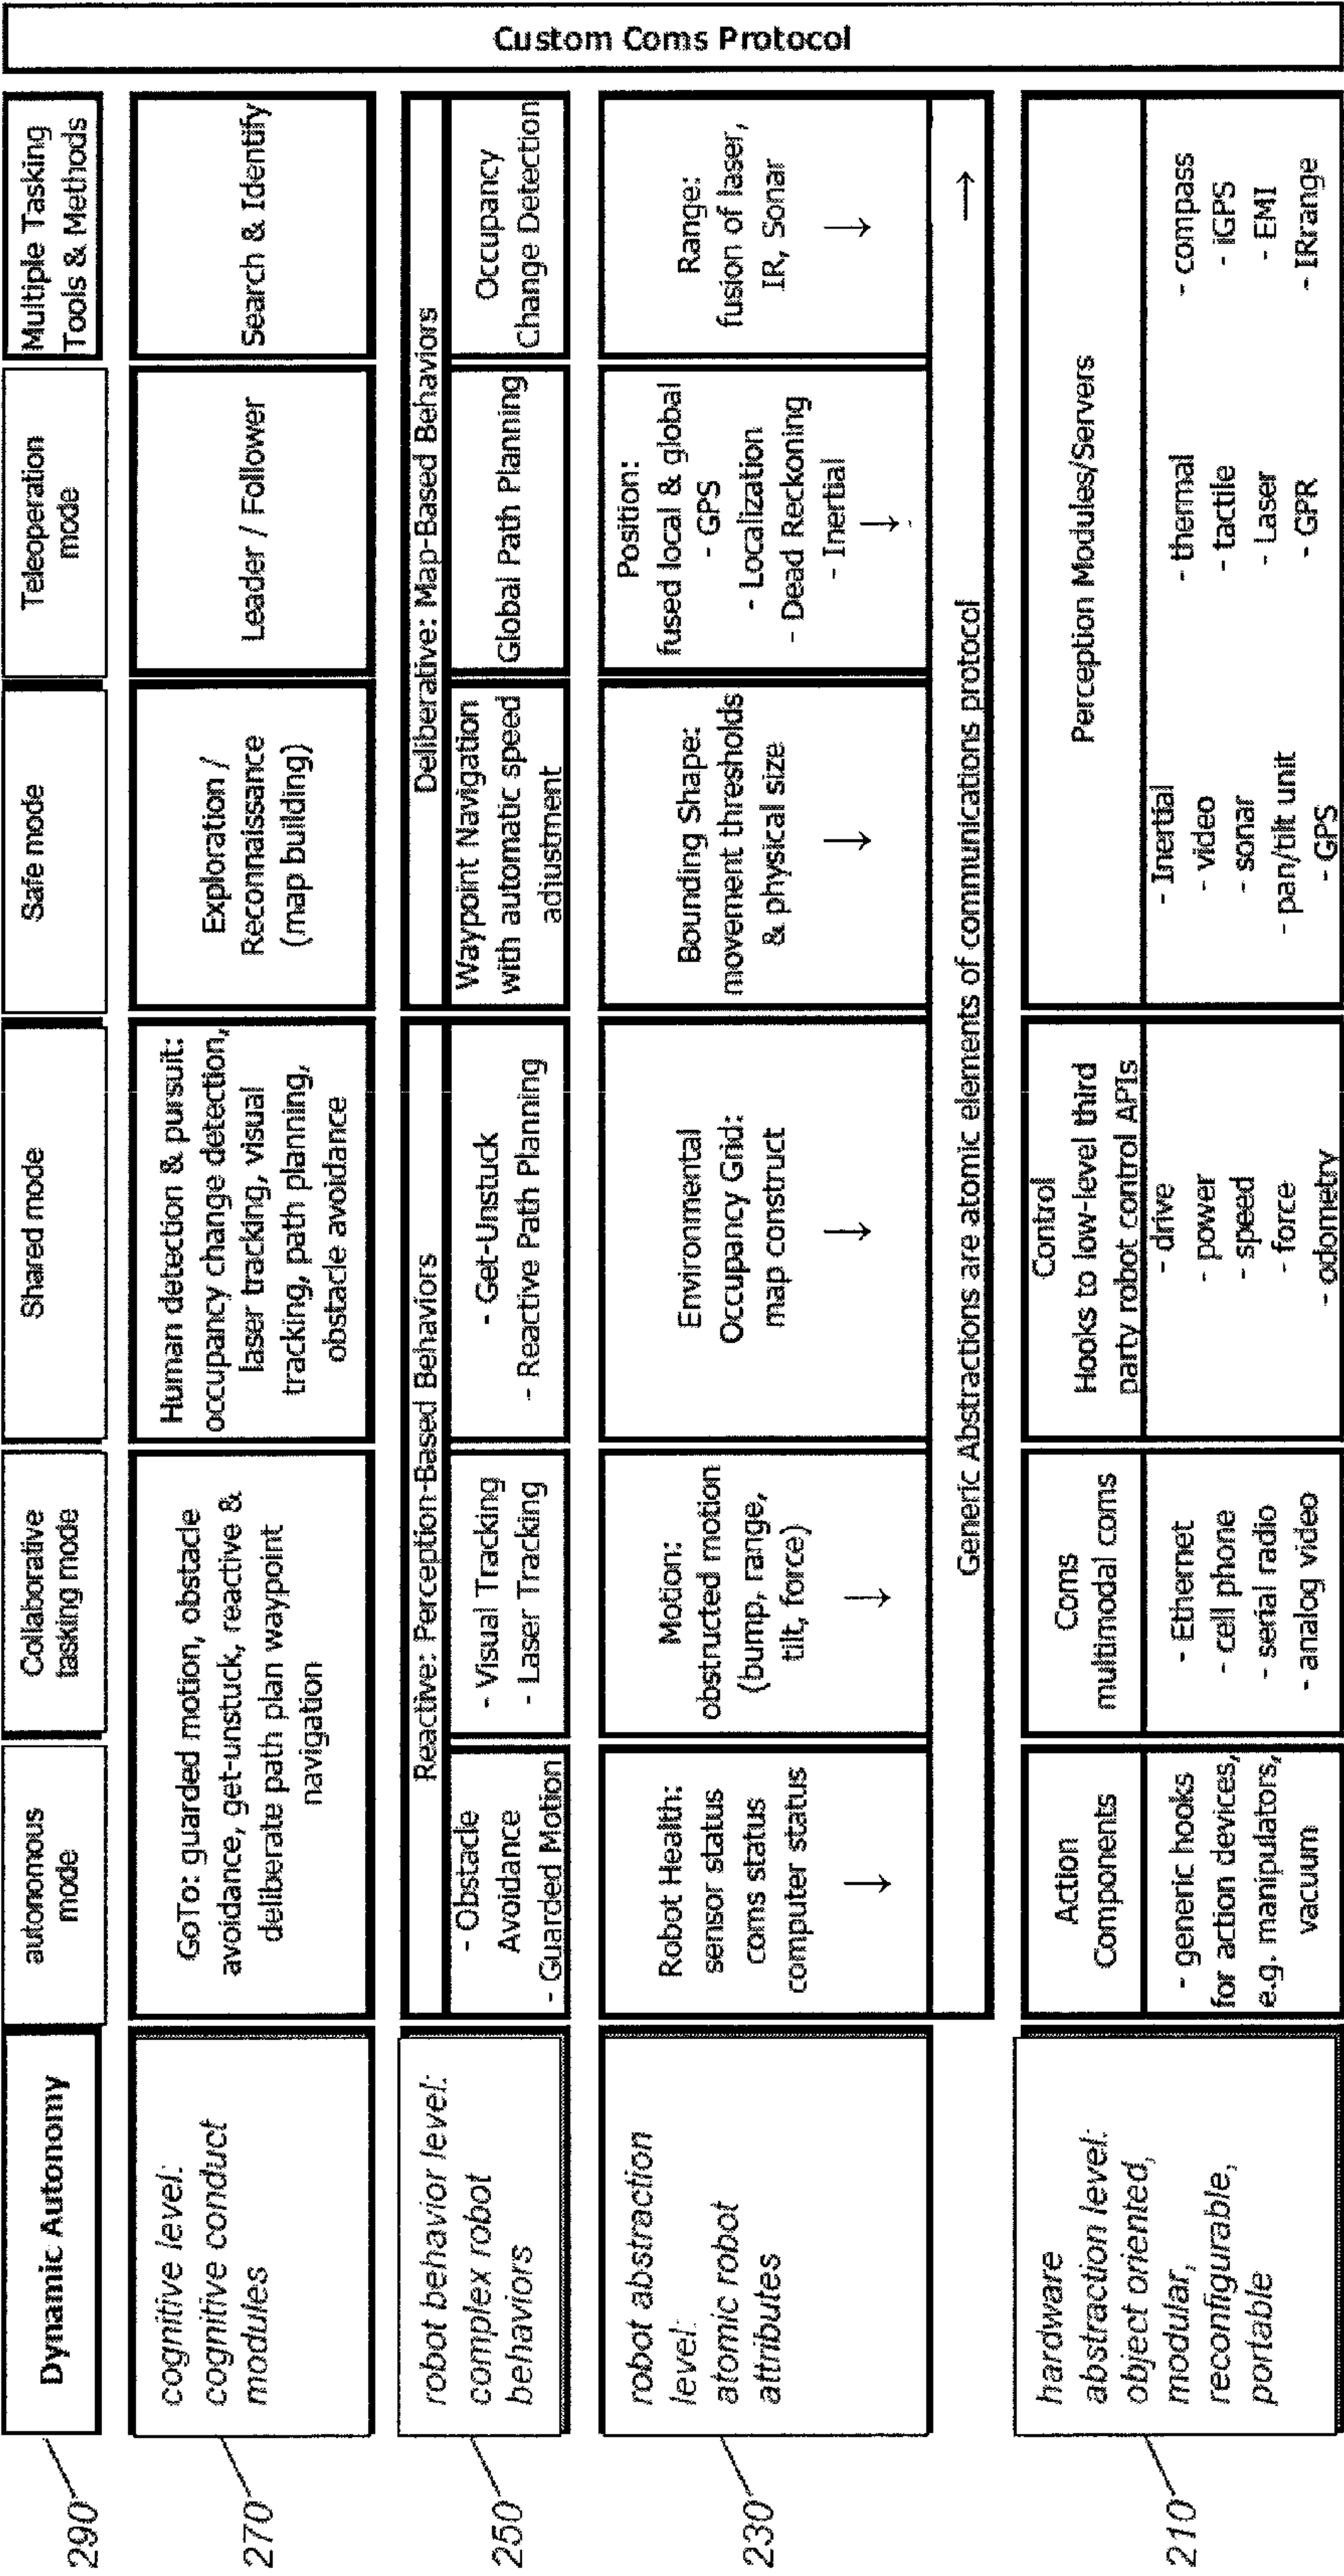 290
Dynamic Autonomy
autonomous
mode
Collaborative
tasking mode
Shared mode
Safe node
Teleoperation
mode
Multiple Tasking
Tools & Methods
Custom Coms Protocol
270
cognitive level:
cognitive conduct
modules
GoTo: guarded motion, obstacle
avoidance, get-unstuck, reactive &
deliberate path plan waypoint
navigation
Human detection & pursuit:
occupancy change detection,
laser tracking, visual
tracking, path planning,
obstacle avoidance
Exploration /
Reconnaissance
(map building)
Leader / Follower
Search & Identify
250
robot behavior level:
complex robot
behaviors
Reactive: Perception-Based Behaviors
- Obstacle
Avoidance
- Guarded Motion
- Visual Tracking
- Laser Tracking
- Get-Unstuck
- Reactive Path Planning
Deliberative: Map-Based Behaviors
Waypoint Navigation
with automatic speed
adjustment
Global Path Planning
Occupancy
Change Detection
230
robot abstraction
level:
atomic robot
attributes
Robot Health:
sensor status
coms status
computer status
↓
Motion:
obstructed motion
(bump, range,
tilt, force)
↓
Environmental
Occupancy Grid:
map construct
↓
Bounding Shape:
movement thresholds
& physical size
↓
Position:
fused local & global
- GPS
- Localization
- Dead Reckoning
- Inertial
↓
Range:
fusion of laser,
IR, Sonar
↓
Generic Abstractions are atomic elements of communications protocol →
210
hardware
abstraction level:
object oriented,
modular,
reconfigurable,
portable
Action
Components
- generic hooks
for action devices,
e.g. manipulators,
vacuum
Coms
multimodal coms
- Ethernet
- cell phone
- serial radio
- analog video
Control
Hooks to low-level third
party robot control APIs
- drive
- power
- speed
- force
- odometry
Perception Modules/Servers
- Inertial
- video
- sonar
- pan/tilt unit
- GPS
- thermal
- tactile
- Laser
- GPR
- compass
- iGPS
- EMI
- IRrange